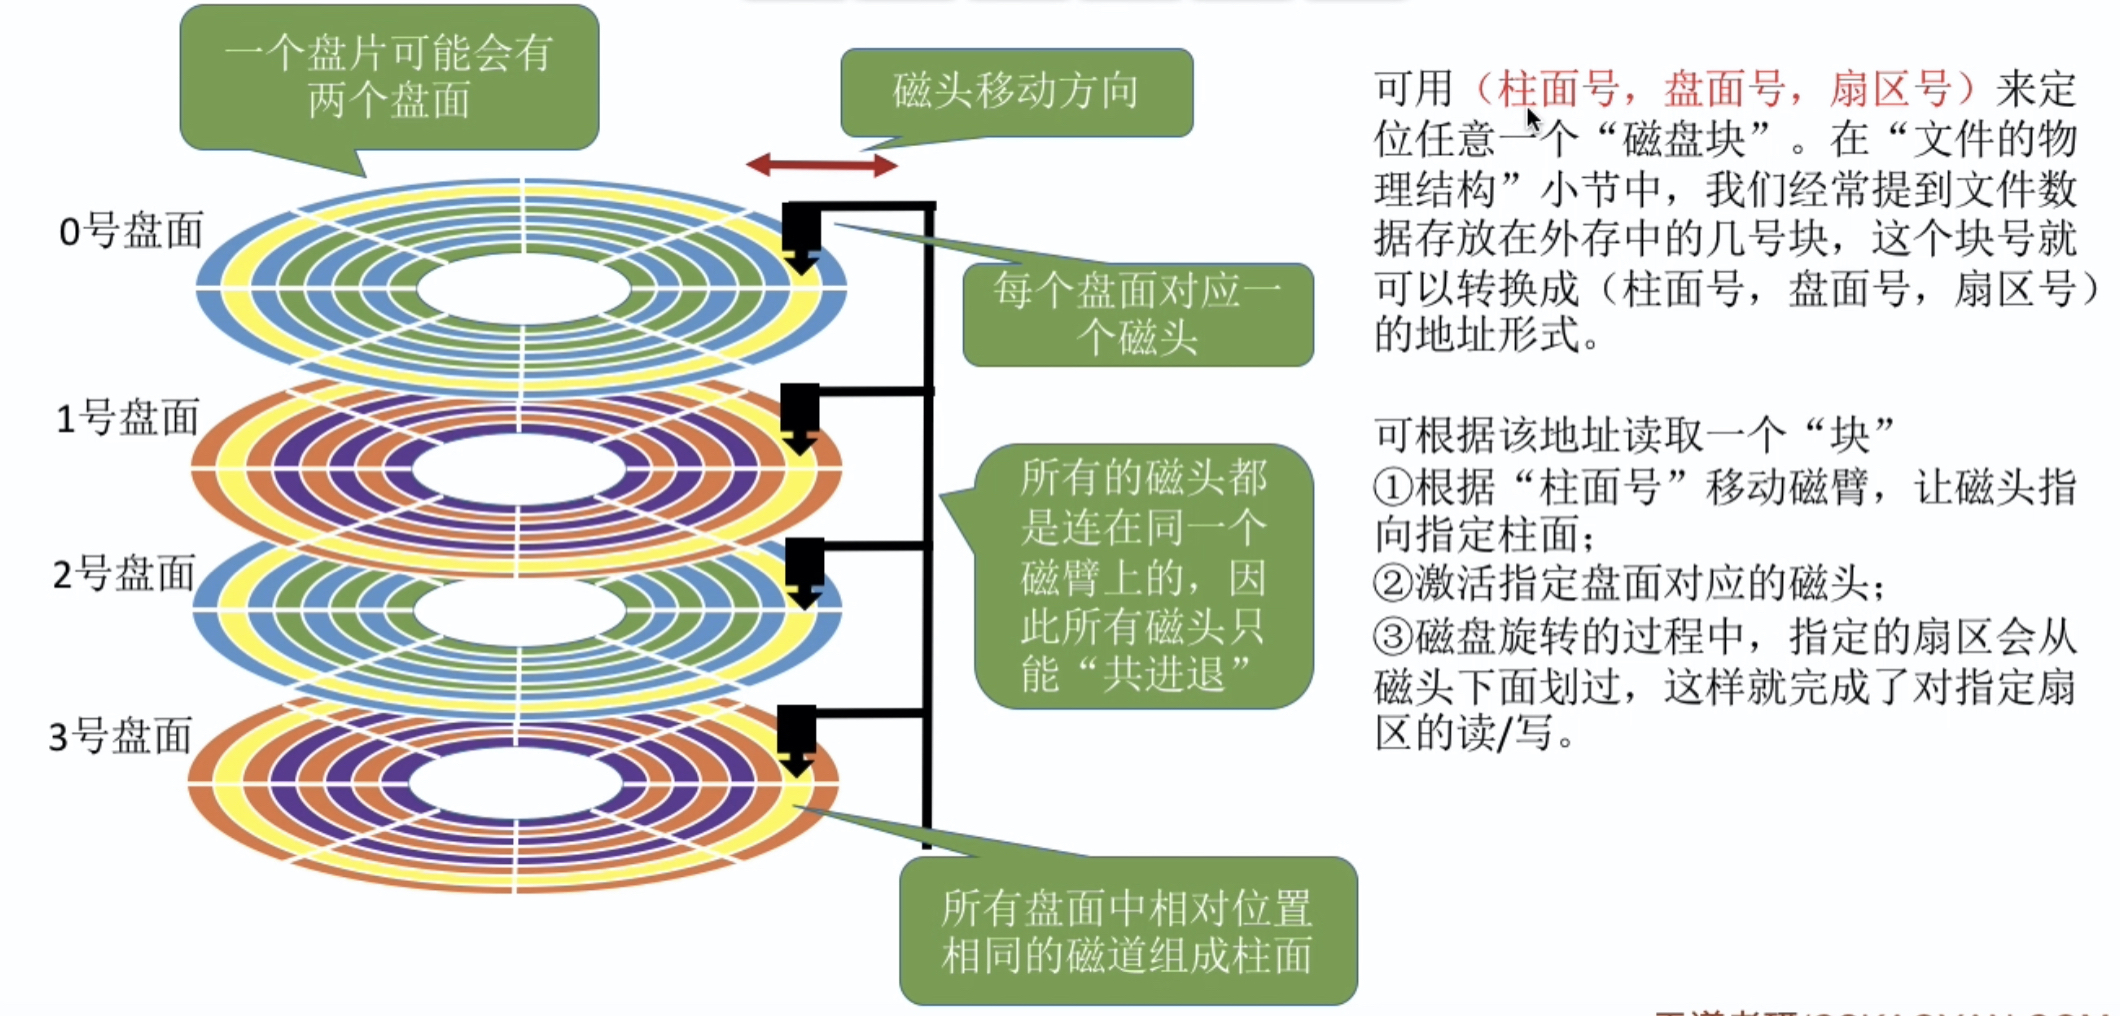 一个盘片可能会有
两个盘面
磁头移动方向
0号盘面
每个盘面对应一
个磁头
1号盘面
所有的磁头都
是连在同一个
磁臂上的，因
此所有磁头只
能“共进退”
2号盘面
3号盘面
所有盘面中相对位置
相同的磁道组成柱面
可用（柱面号，盘面号，扇区号）来定
位任意一个“磁盘块”。在“文件的物
理结构”小节中，我们经常提到文件数
据存放在外存中的几号块，这个块号就
可以转换成（柱面号，盘面号，扇区号）
的地址形式。
可根据该地址读取一个“块”
①根据“柱面号”移动磁臂，让磁头指
向指定柱面；
②激活指定盘面对应的磁头；
③磁盘旋转的过程中，指定的扇区会从
磁头下面划过，这样就完成了对指定扇
区的读/写。